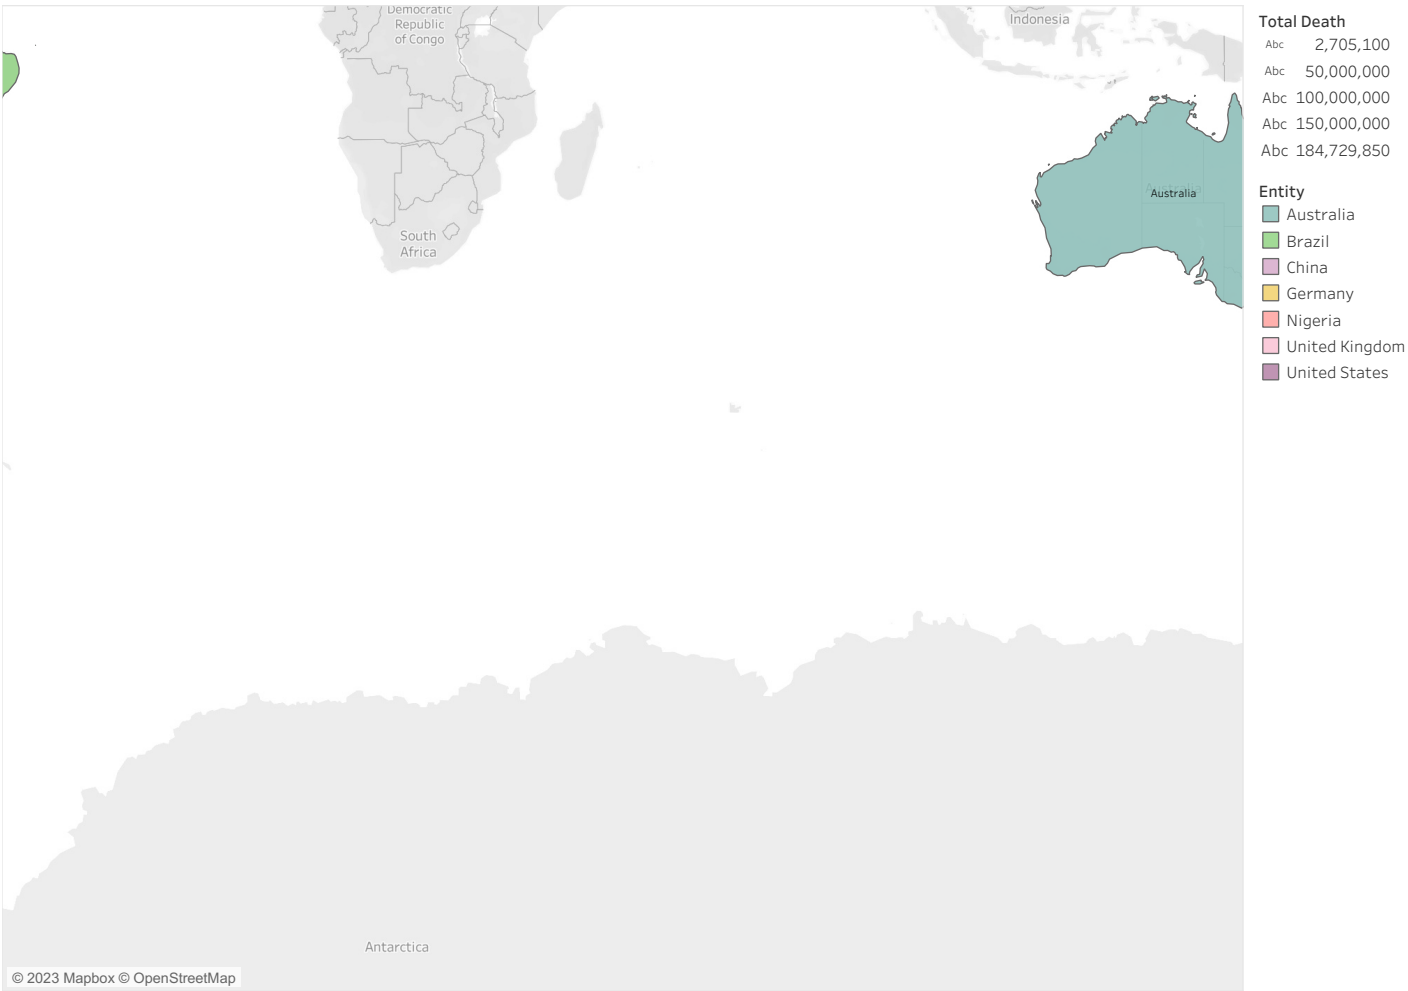 Democratic
Republic
of Congo
Indonesia
South
Africa
Australia
Antarctica
© 2023 Mapbox © OpenStreetMap
Total Death
Abc 2,705,100
Abc 50,000,000
Abc 100,000,000
Abc 150,000,000
Abc 184,729,850
Entity
Australia
Brazil
China
Germany
Nigeria
United Kingdom
United States